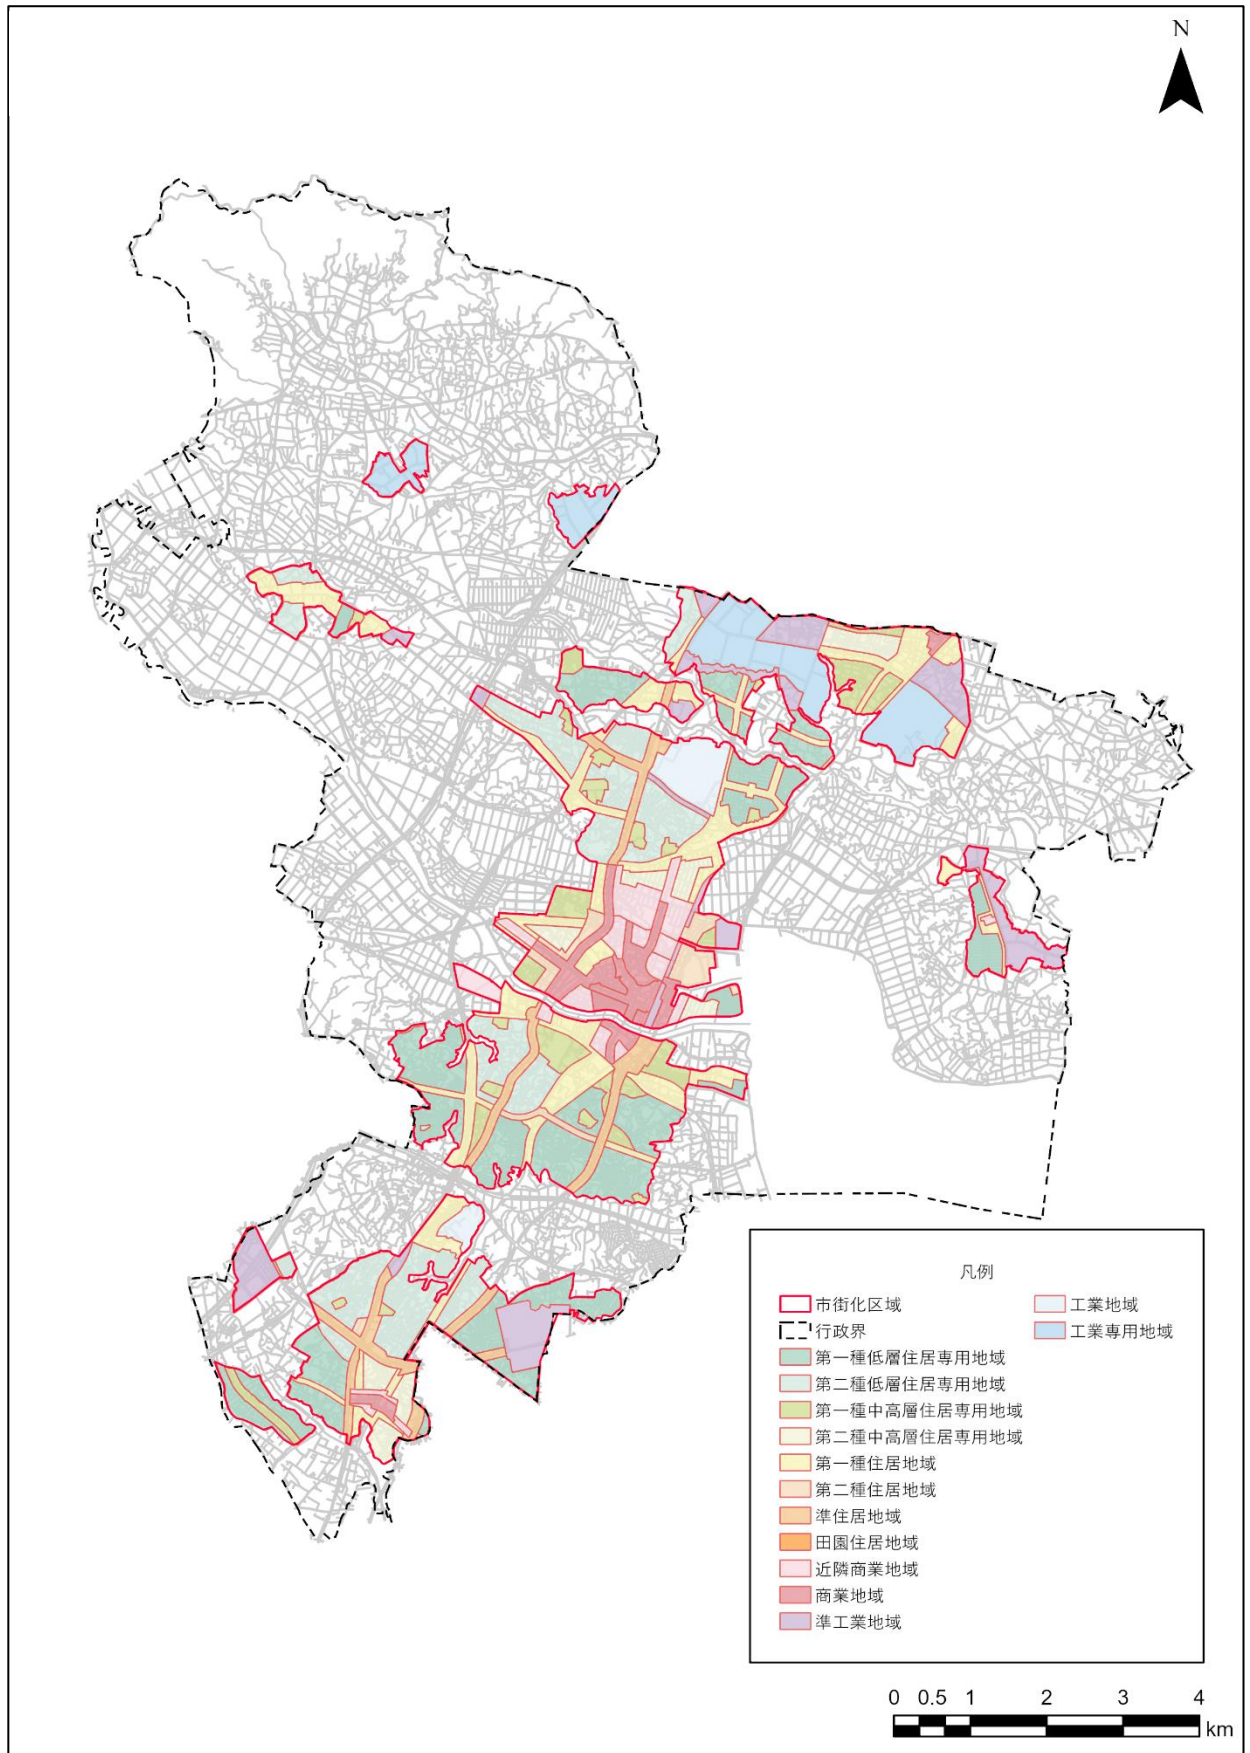 N
凡例
市街化区域
行政界
第一種低層住居専用地域
第二種低層住居専用地域
第一種中高層住居専用地域
第二種中高層住居専用地域
第一種住居地域
第二種住居地域
準住居地域
田園住居地域
近隣商業地域
商業地域
準工業地域
工業地域
工業専用地域
0 0.5 1 2 3 4
km